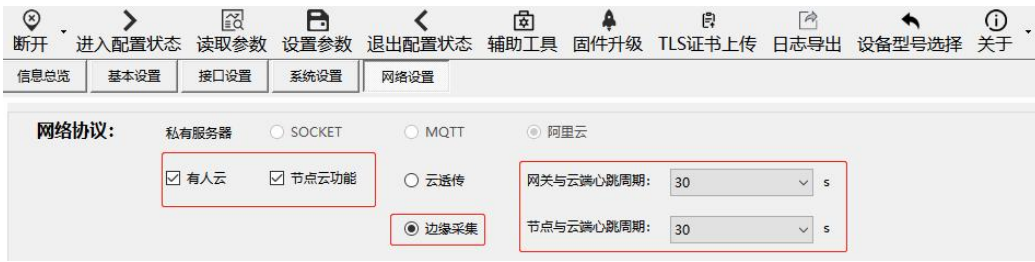 断开 进入配置状态 读取参数 设置参数 退出配置状态 辅助工具 固件升级 TLS证书上传 日志导出 设备型号选择 关于
信息总览 基本设置 接口设置 系统设置 网络设置
网络协议： 私有服务器 SOCKET MQTT 阿里云
有人云 节点云功能 云透传 网关与云端心跳周期： 30 s
边缘采集 节点与云端心跳周期： 30 s